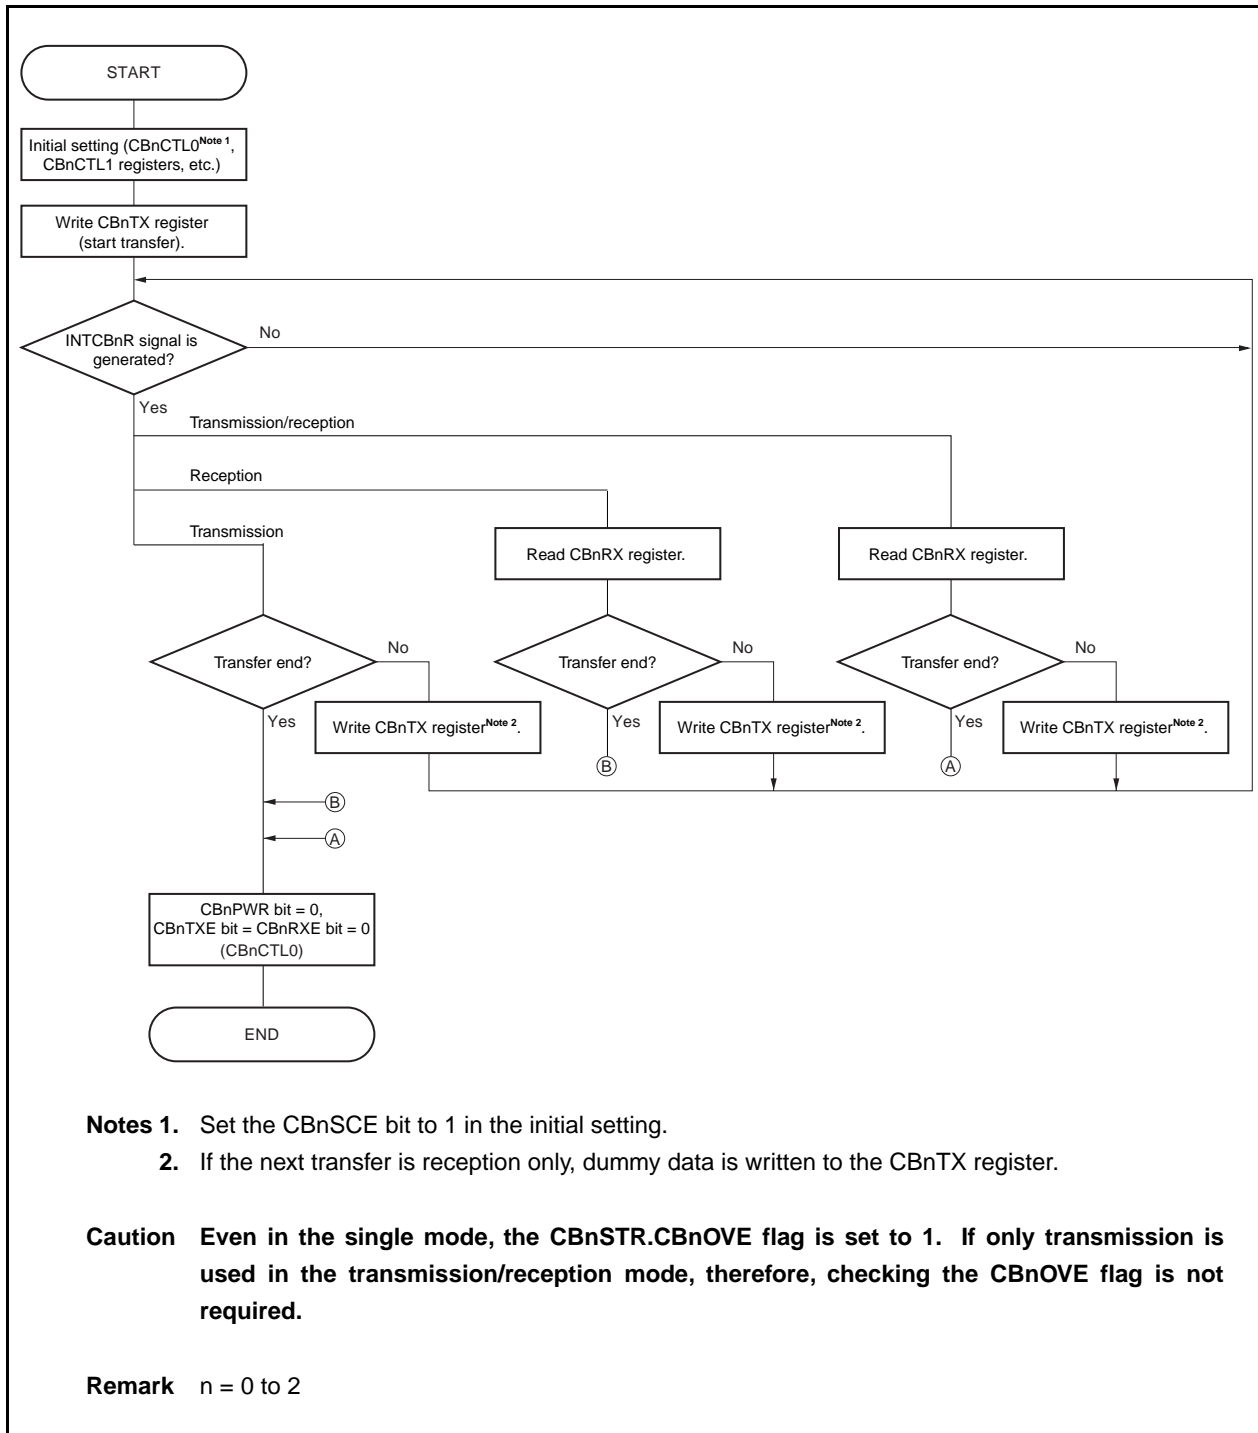 START
Initial setting (CBnCTL0Note 1,
CBnCTL1 registers, etc.)
Write CBnTX register
(start transfer).
INTCBnR signal is
generated?
No
Yes
Transmission/reception
Reception
Transmission
Read CBnRX register.
Read CBnRX register.
Transfer end?
No
Transfer end?
No
Transfer end?
No
Yes
Write CBnTX registerNote 2.
Yes
Write CBnTX registerNote 2.
Yes
Write CBnTX registerNote 2.
B
A
B
A
CBnPWR bit = 0,
CBnTXE bit = CBnRXE bit = 0
(CBnCTL0)
END
Notes 1. Set the CBnSCE bit to 1 in the initial setting.
2. If the next transfer is reception only, dummy data is written to the CBnTX register.
Caution Even in the single mode, the CBnSTR.CBnOVE flag is set to 1. If only transmission is
used in the transmission/reception mode, therefore, checking the CBnOVE flag is not
required.
Remark n = 0 to 2